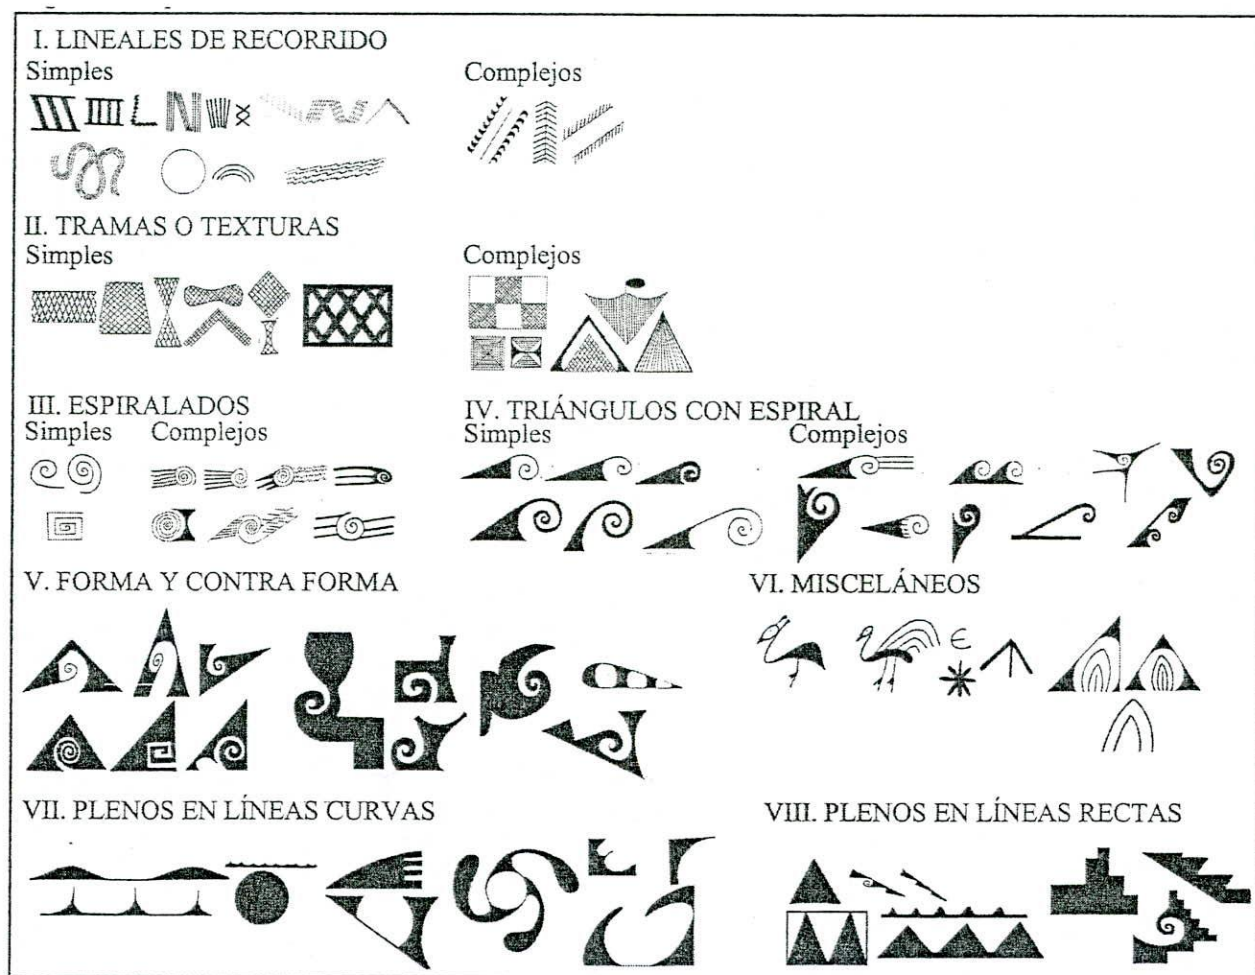 I. LINEALES DE RECORRIDO
Simples
Complejos
II. TRAMAS O TEXTURAS
Simples
Complejos
III. ESPIRALADOS
Simples
Complejos
IV. TRIÁNGULOS CON ESPIRAL
Simples
Complejos
V. FORMA Y CONTRA FORMA
VI. MISCELÁNEOS
VII. PLENOS EN LÍNEAS CURVAS
VIII. PLENOS EN LÍNEAS RECTAS